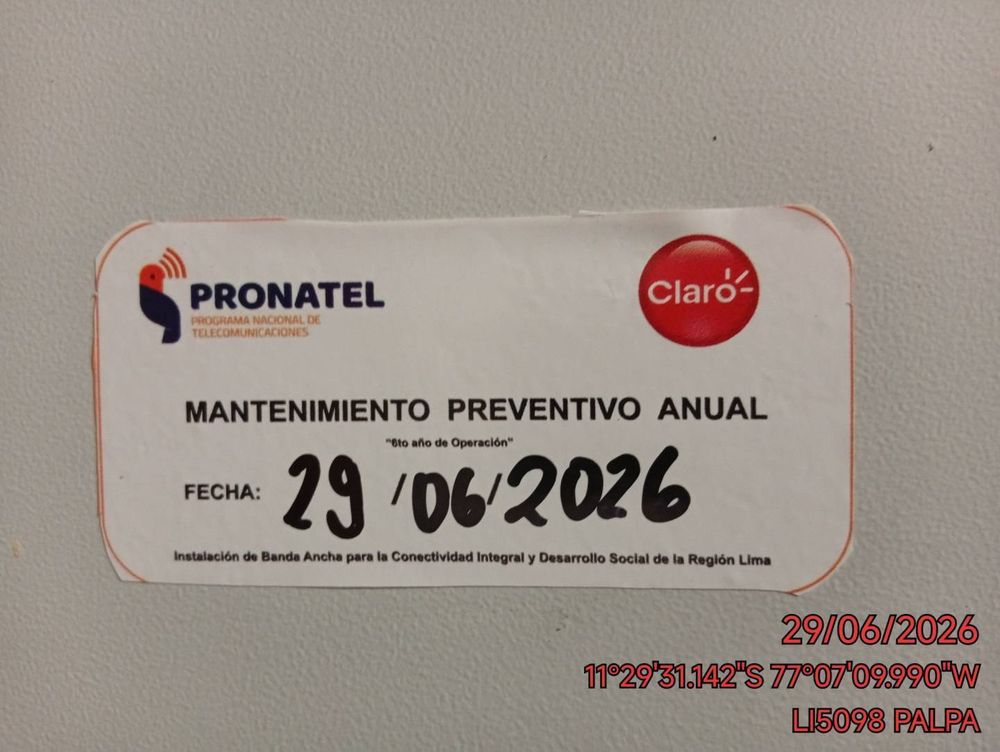 PRONATEL
PROGRAMA NACIONAL DE
TELECOMUNICACIONES
Claro
MANTENIMIENTO PREVENTIVO ANUAL
"6to año de Operación"
FECHA: 29/06/2026
Instalación de Banda Ancha para la Conectividad Integral y Desarrollo Social de la Región Lima
29/06/2026
11°29'31.142"S 77°07'09.990"W
LI5098 PALPA